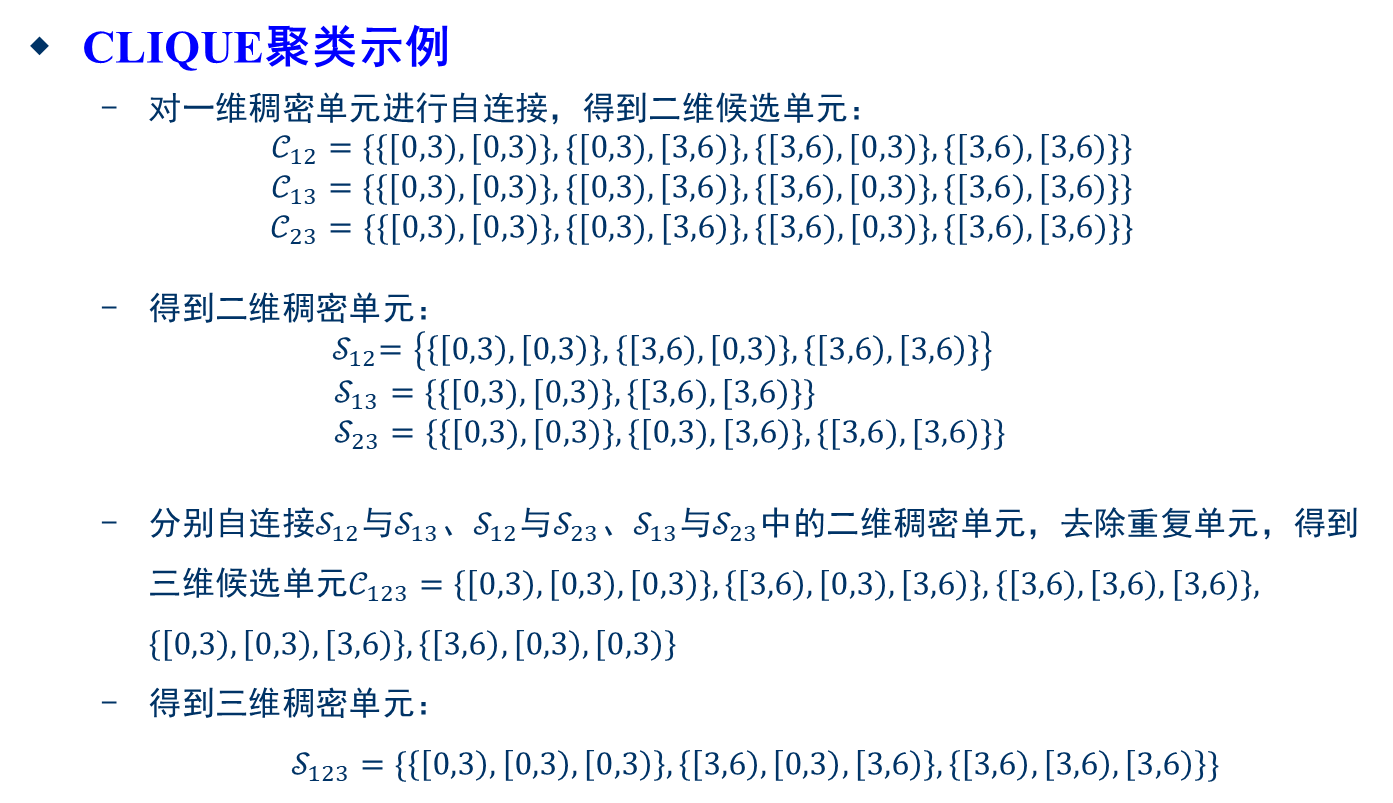 ◆ CLIQUE聚类示例
– 对一维稠密单元进行自连接，得到二维候选单元：
𝒞₁₂ = {{[0,3), [0,3)}, {[0,3), [3,6)}, {[3,6), [0,3)}, {[3,6), [3,6)}}
𝒞₁₃ = {{[0,3), [0,3)}, {[0,3), [3,6)}, {[3,6), [0,3)}, {[3,6), [3,6)}}
𝒞₂₃ = {{[0,3), [0,3)}, {[0,3), [3,6)}, {[3,6), [0,3)}, {[3,6), [3,6)}}
– 得到二维稠密单元：
𝒮₁₂= {{[0,3), [0,3)}, {[3,6), [0,3)}, {[3,6), [3,6)}}
𝒮₁₃ = {{[0,3), [0,3)}, {[3,6), [3,6)}}
𝒮₂₃ = {{[0,3), [0,3)}, {[0,3), [3,6)}, {[3,6), [3,6)}}
– 分别自连接𝒮₁₂与𝒮₁₃、𝒮₁₂与𝒮₂₃、𝒮₁₃与𝒮₂₃中的二维稠密单元，去除重复单元，得到
三维候选单元𝒞₁₂₃ = {[0,3), [0,3), [0,3)}, {[3,6), [0,3), [3,6)}, {[3,6), [3,6), [3,6)},
{[0,3), [0,3), [3,6)}, {[3,6), [0,3), [0,3)}
– 得到三维稠密单元：
𝒮₁₂₃ = {{[0,3), [0,3), [0,3)}, {[3,6), [0,3), [3,6)}, {[3,6), [3,6), [3,6)}}